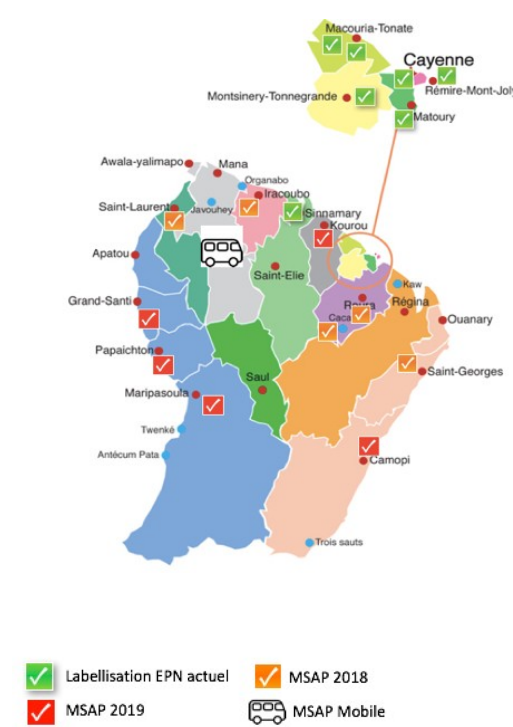 Macouria-Tonate
Cayenne
Montsinery-Tonnegrande
Rémire-Mont-Joly
Matoury
Awala-yalimapo
Mana
Organabo
Iracoubo
Saint-Laurent
Javouhey
Sinnamary
Kourou
Apatou
Saint-Elie
Kaw
Grand-Santi
Roura
Régina
Caca
Ouanary
Papaichton
Saul
Saint-Georges
Maripasoula
Twenké
Antécum Pata
Camopi
Trois sauts
Labellisation EPN actuel
MSAP 2018
MSAP 2019
MSAP Mobile